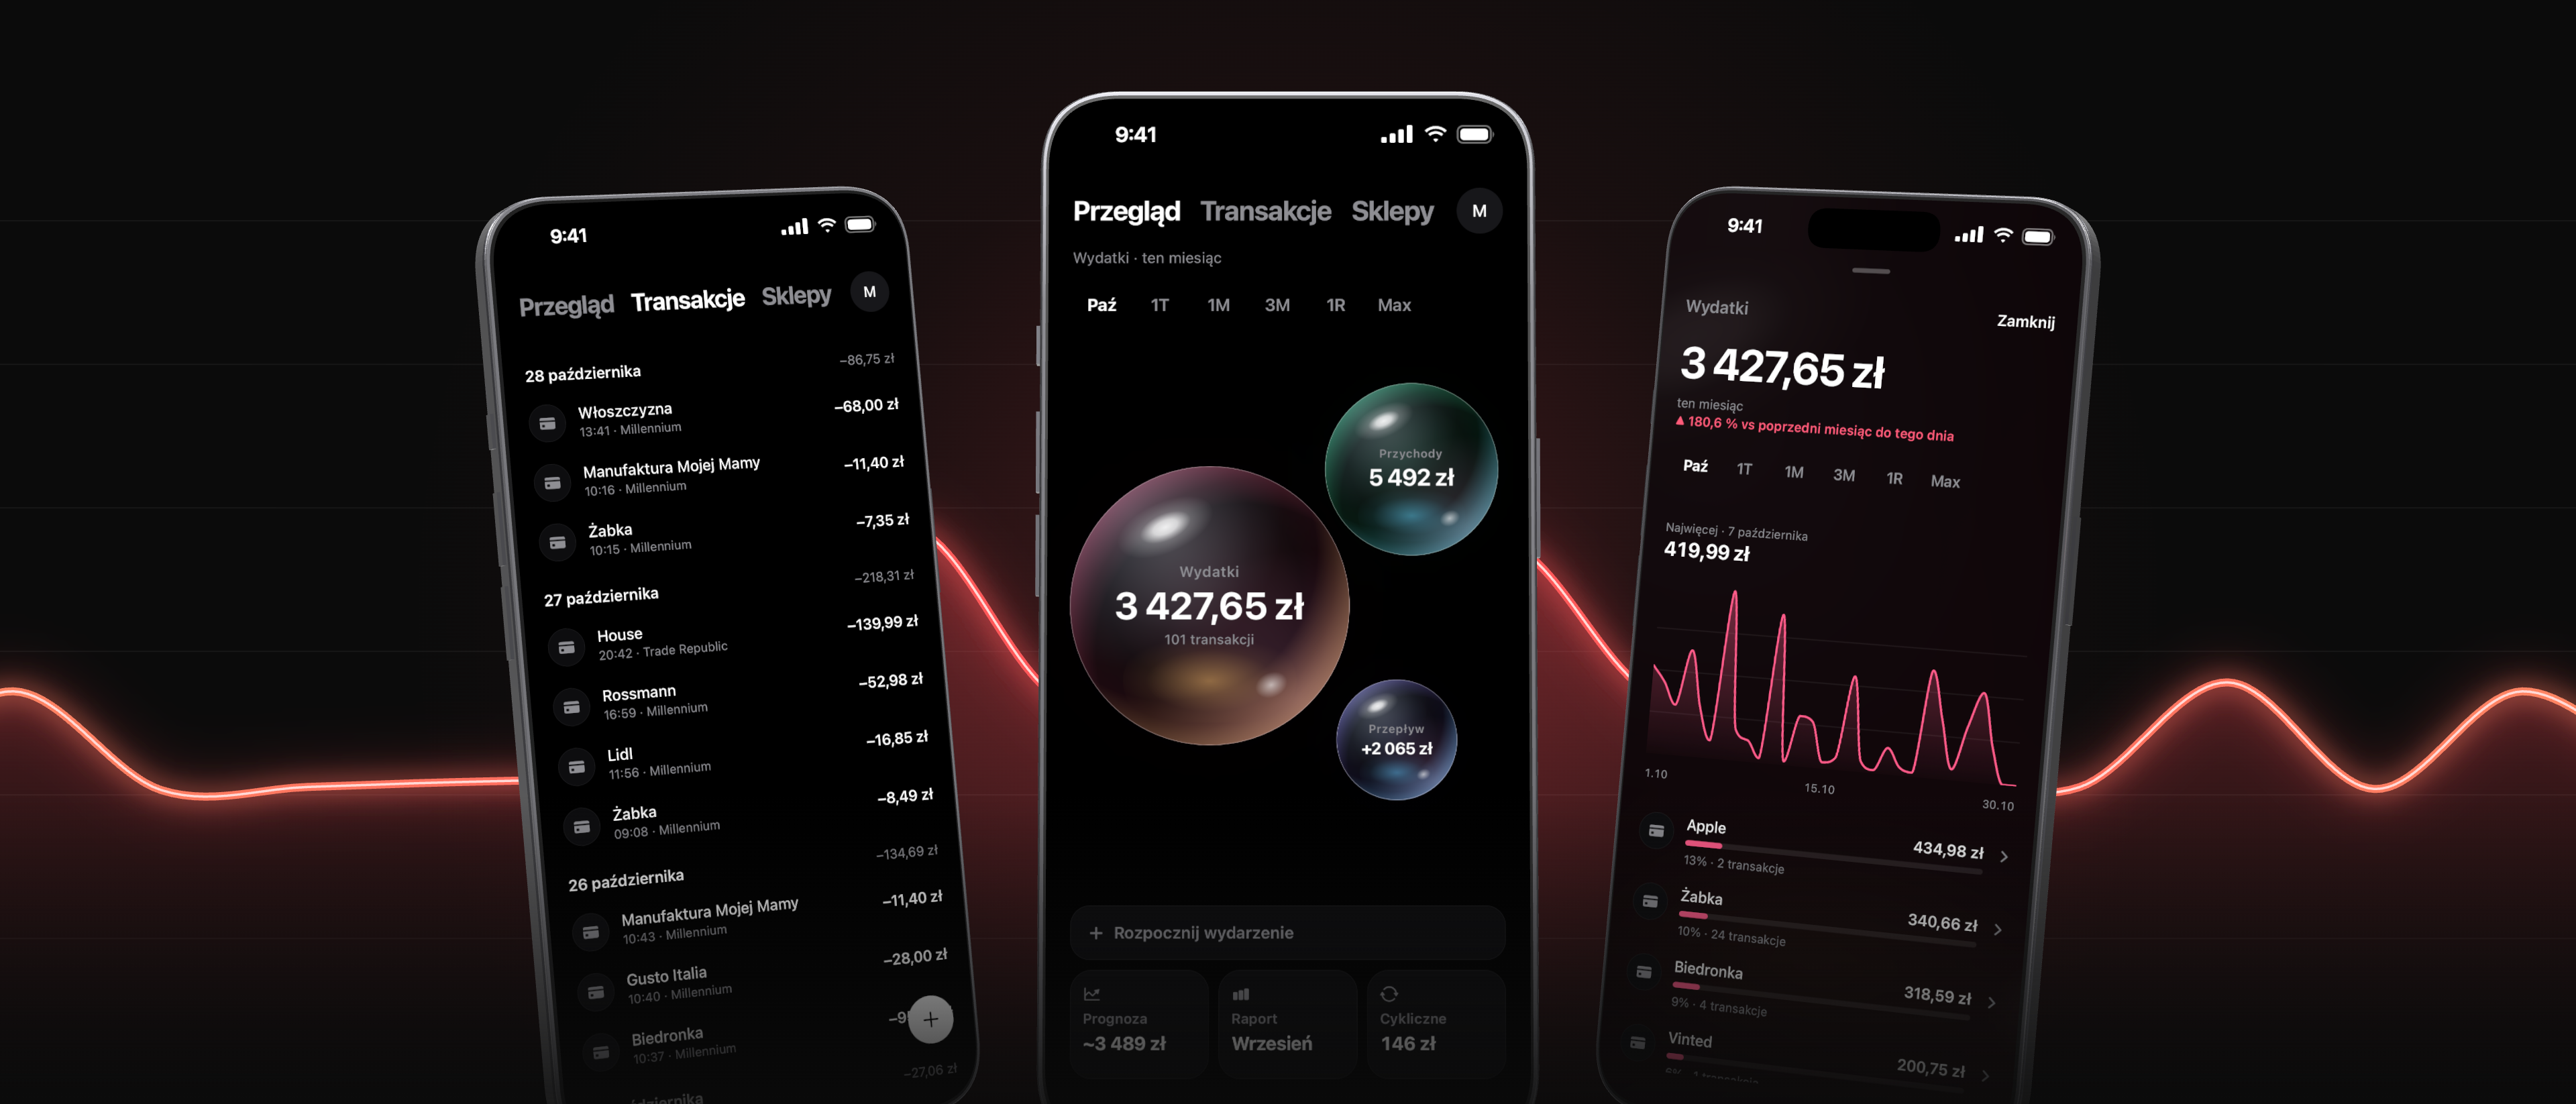 9:41
Przegląd Transakcje Sklepy M
28 października −86,75 zł
Włoszczyzna −68,00 zł
13:41 · Millennium
Manufaktura Mojej Mamy −11,40 zł
10:16 · Millennium
Żabka −7,35 zł
10:15 · Millennium
27 października −218,31 zł
House −139,99 zł
20:42 · Trade Republic
Rossmann −52,98 zł
16:59 · Millennium
Lidl −16,85 zł
11:56 · Millennium
Żabka −8,49 zł
09:08 · Millennium
26 października −134,69 zł
Manufaktura Mojej Mamy −11,40 zł
10:43 · Millennium
Gusto Italia −28,00 zł
10:40 · Millennium
Biedronka
10:37 · Millennium
−27,06 zł
9:41
Przegląd Transakcje Sklepy M
Wydatki · ten miesiąc
Paź 1T 1M 3M 1R Max
Przychody
5 492 zł
Wydatki
3 427,65 zł
101 transakcji
Przepływ
+2 065 zł
+ Rozpocznij wydarzenie
Prognoza
~3 489 zł
Raport
Wrzesień
Cykliczne
146 zł
9:41
Wydatki
Zamknij
3 427,65 zł
ten miesiąc
▲ 180,6 % vs poprzedni miesiąc do tego dnia
Paź 1T 1M 3M 1R Max
Najwięcej · 7 października
419,99 zł
1.10 15.10 30.10
Apple 434,98 zł
13% · 2 transakcje
Żabka 340,66 zł
10% · 24 transakcje
Biedronka 318,59 zł
9% · 4 transakcje
Vinted 200,75 zł